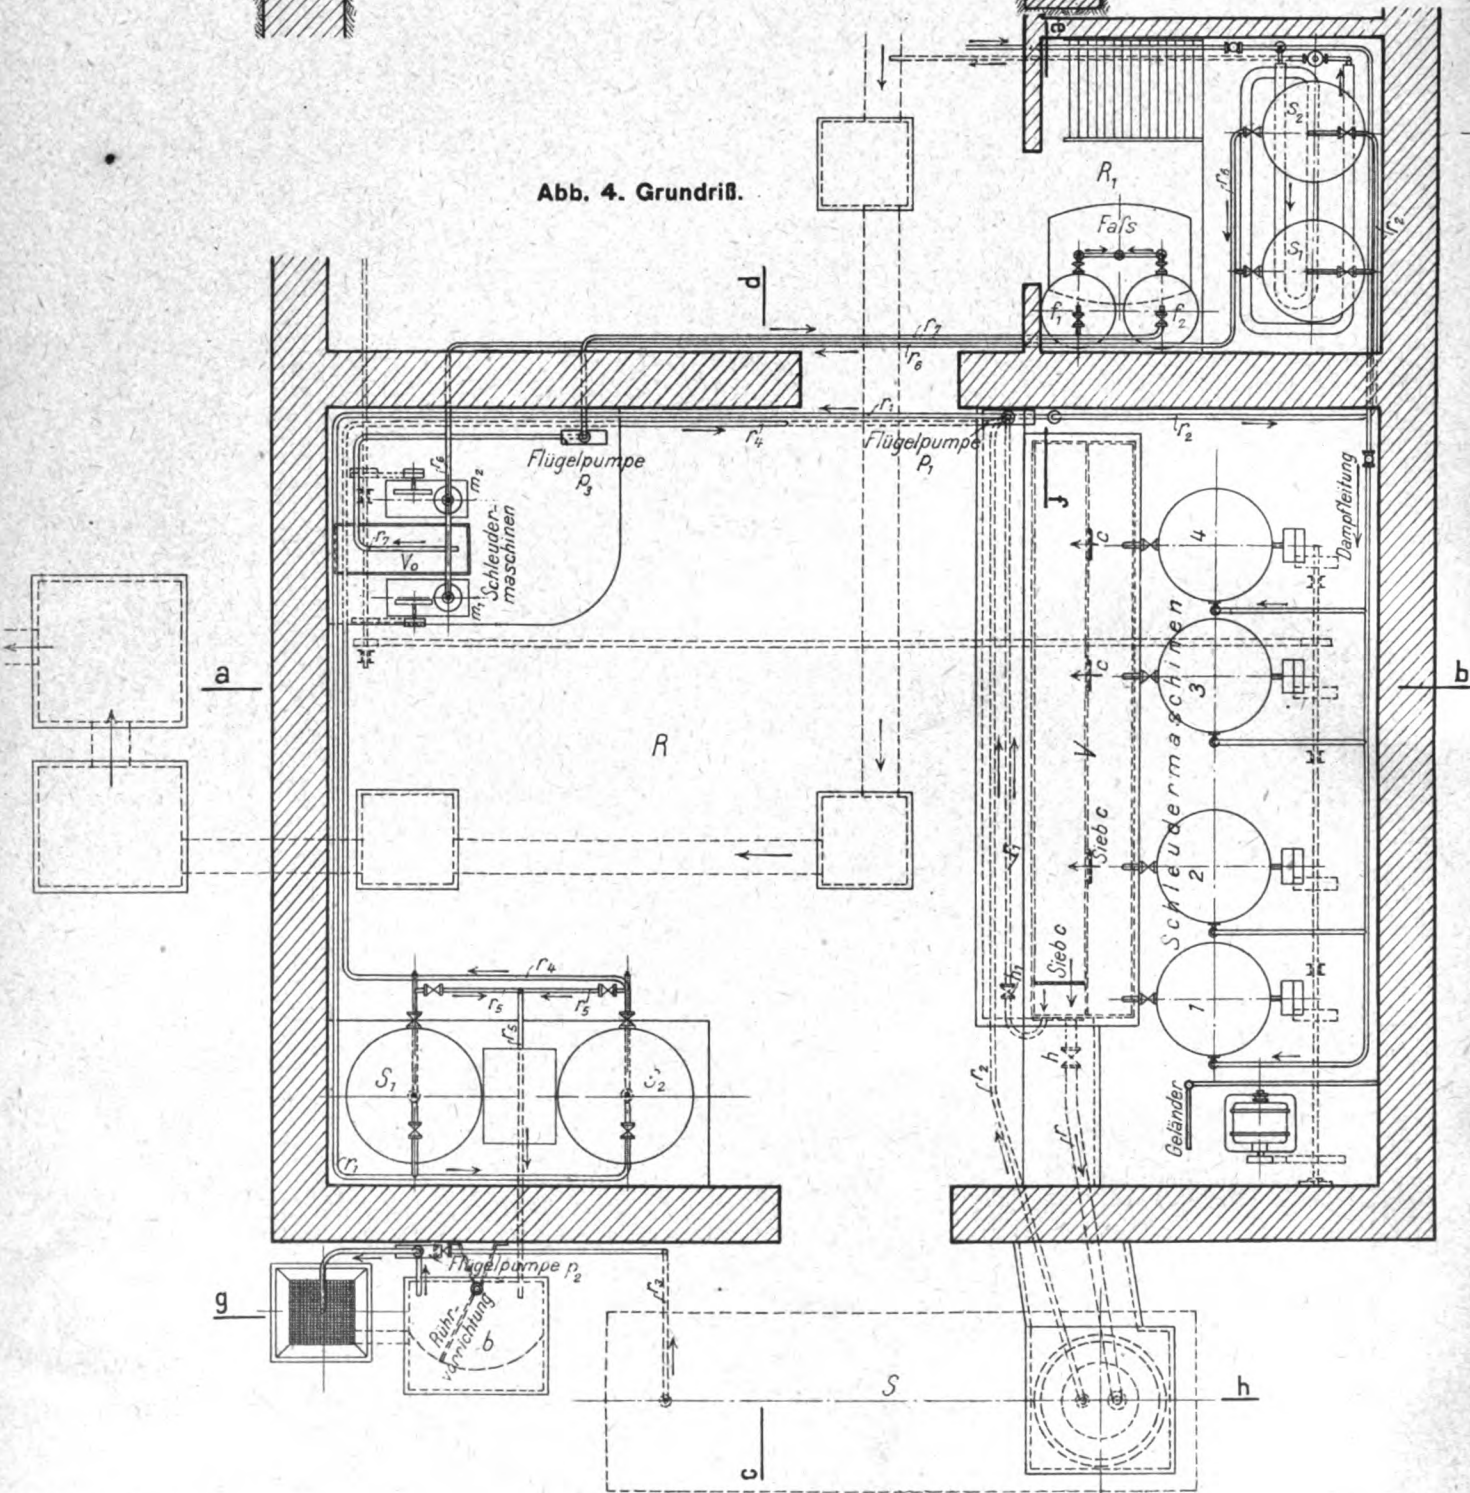 e
S₂
Abb. 4. Grundriß.
R₁
r₆
Faſs
r₂
S₁
d
f₁
f₂
r₇
r₆
r₁
r₄
Flügelpumpe
P₁
r₂
Flügelpumpe
P₃
r₆
m₂
Schleuder-
maschinen
r₇
V₀
m₁
f
c
4
Dampfleitung
a
c
3
b
R
V
Schleudermaschinen
r₁
Sieb c
2
Sieb c
h₁
1
r₄
r₅
r₅
r₅
S₁
S₂
r₂
h
r
Geländer
r₁
Flügelpumpe p₂
g
Rühr-
vorrichtung
b
S
h
c